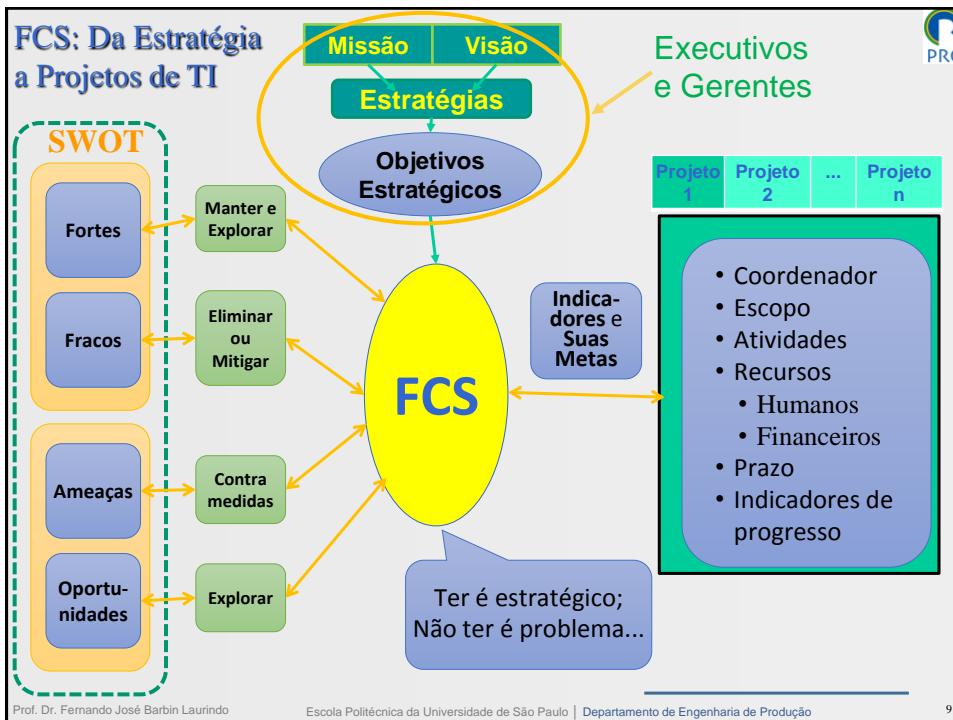 FCS: Da Estratégia
a Projetos de TI
Missão
Visão
Estratégias
Objetivos
Estratégicos
Executivos
e Gerentes
SWOT
Fortes
Fracos
Ameaças
Oportu-
nidades
Manter e
Explorar
Eliminar
ou
Mitigar
Contra
medidas
Explorar
FCS
Ter é estratégico;
Não ter é problema...
Indica-
dores e
Suas
Metas
Projeto
1
Projeto
2
...
Projeto
n
• Coordenador
• Escopo
• Atividades
• Recursos
• Humanos
• Financeiros
• Prazo
• Indicadores de
progresso
Prof. Dr. Fernando José Barbin Laurindo
Escola Politécnica da Universidade de São Paulo | Departamento de Engenharia de Produção
9